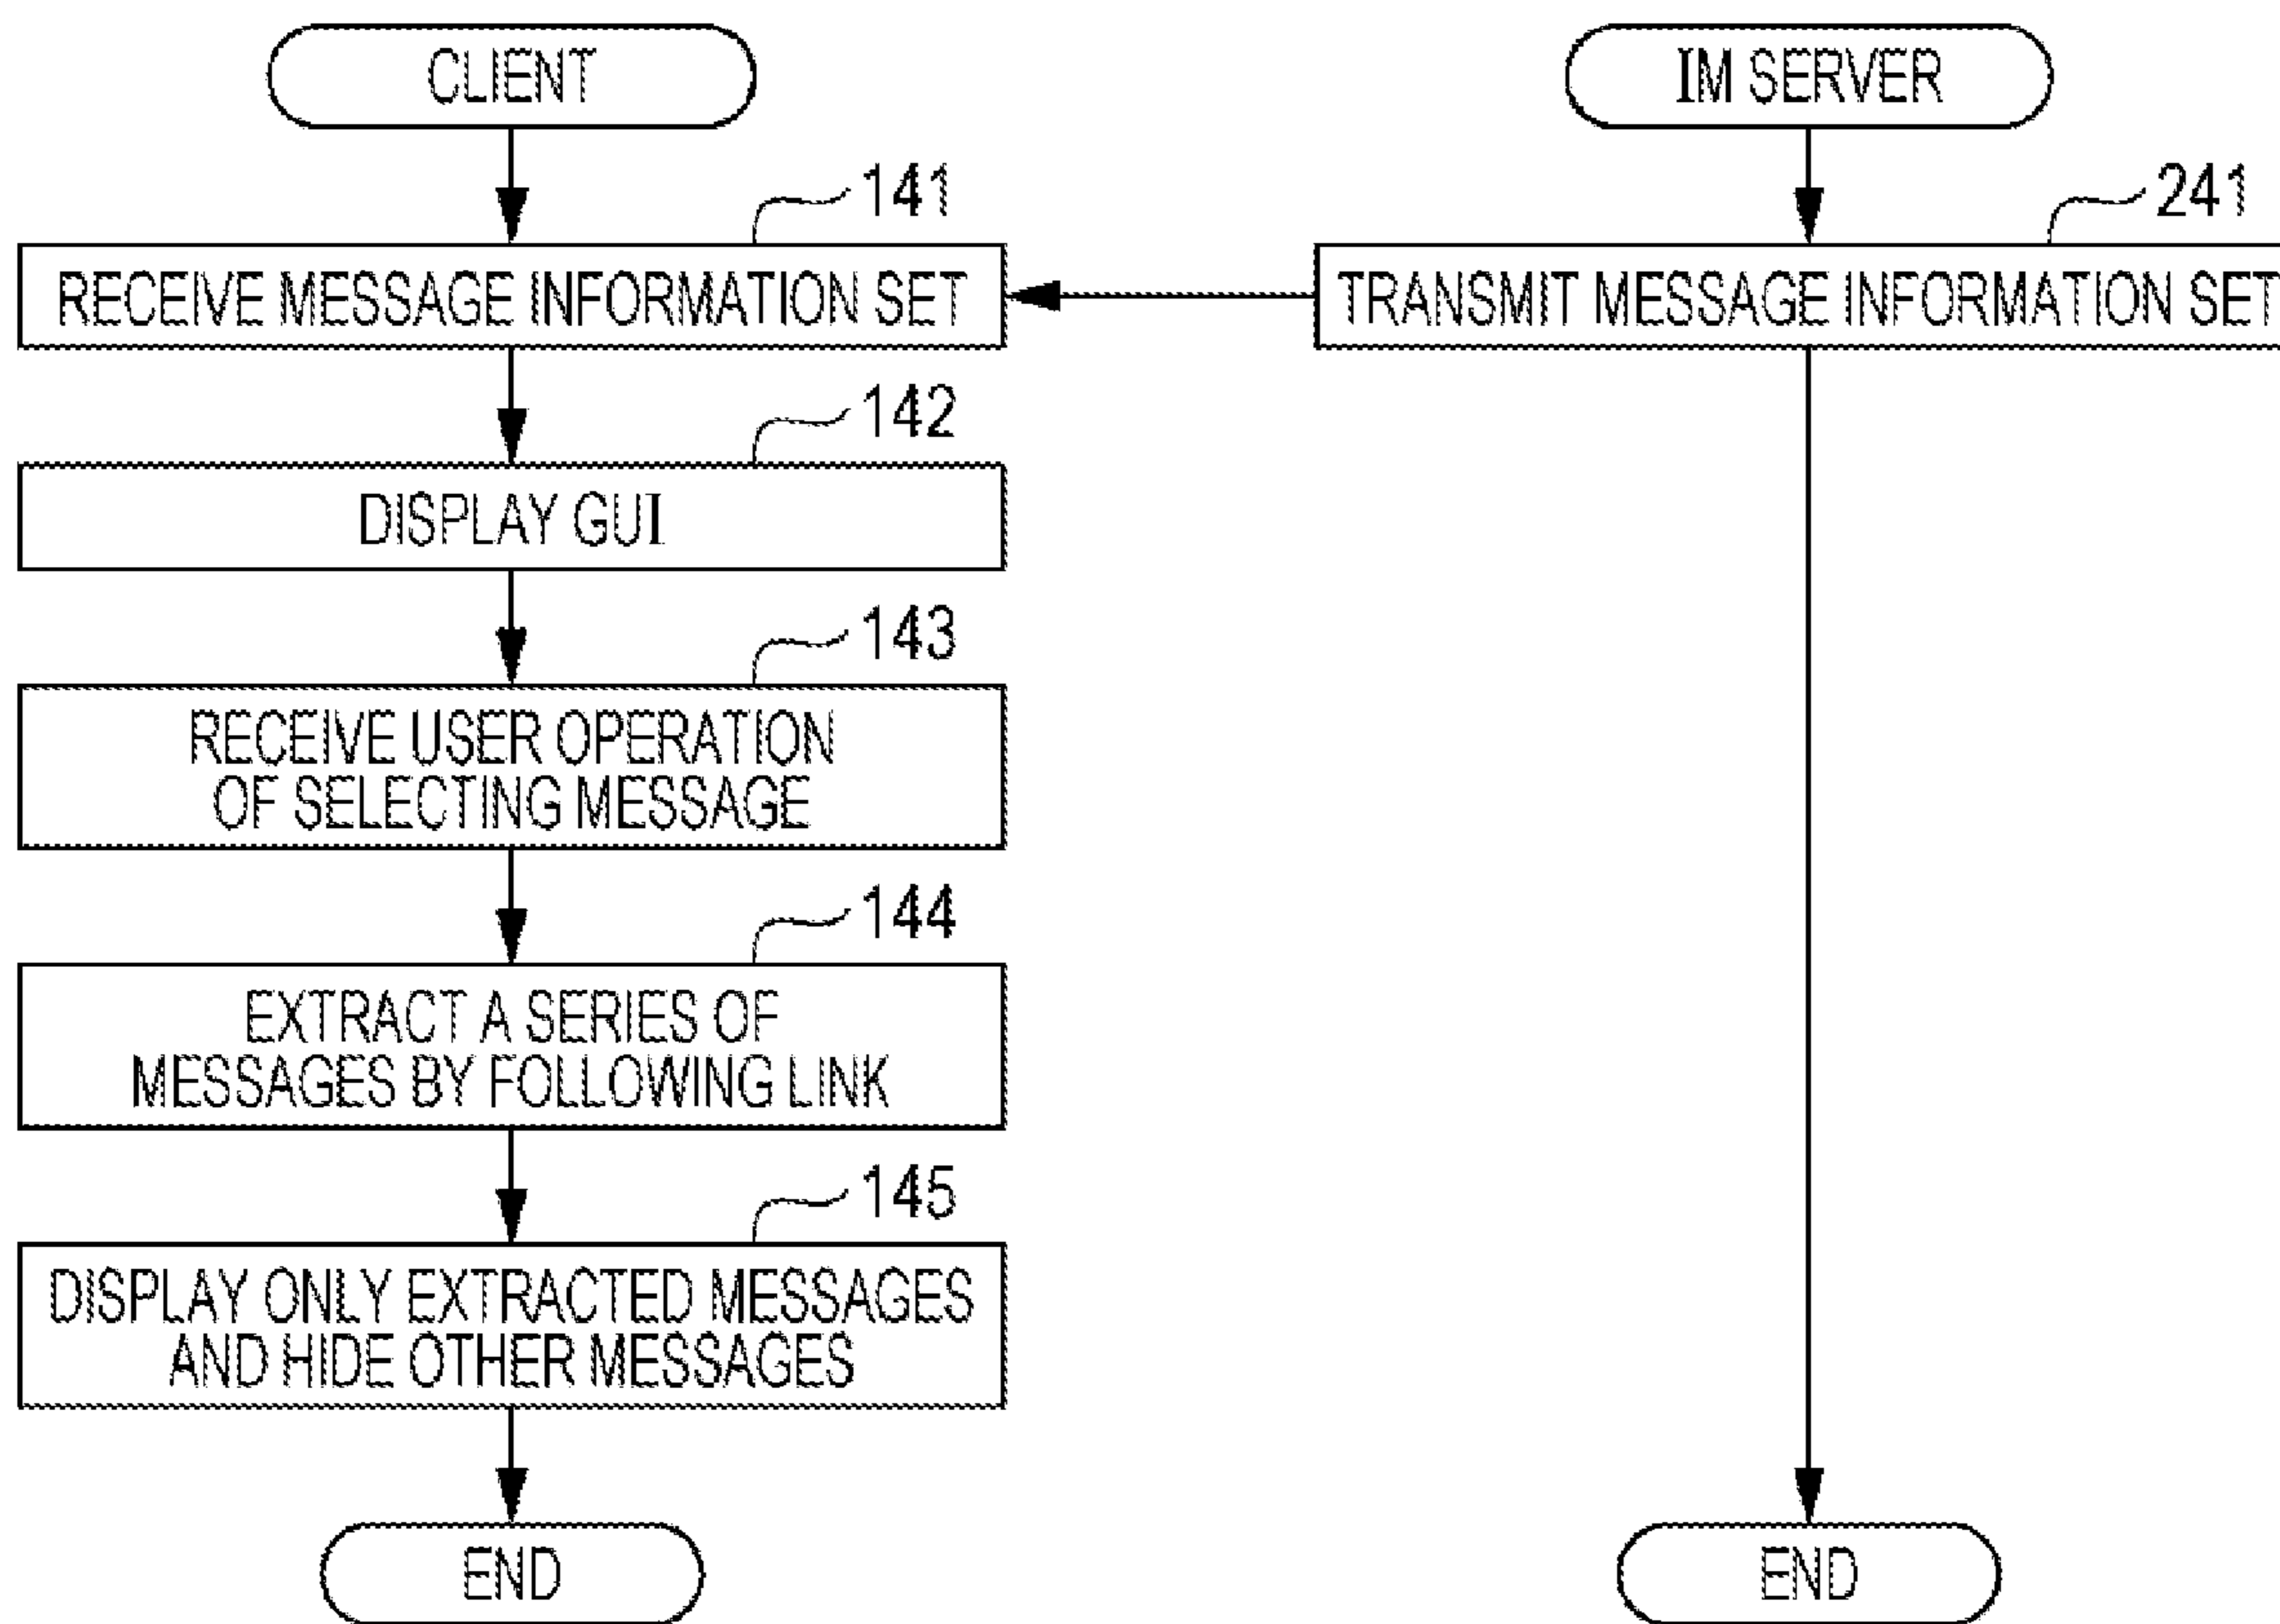 CLIENT
IM SERVER
141
241
RECEIVE MESSAGE INFORMATION SET
TRANSMIT MESSAGE INFORMATION SET
142
DISPLAY GUI
143
RECEIVE USER OPERATION
OF SELECTING MESSAGE
144
EXTRACT A SERIES OF
MESSAGES BY FOLLOWING LINK
145
DISPLAY ONLY EXTRACTED MESSAGES
AND HIDE OTHER MESSAGES
END
END